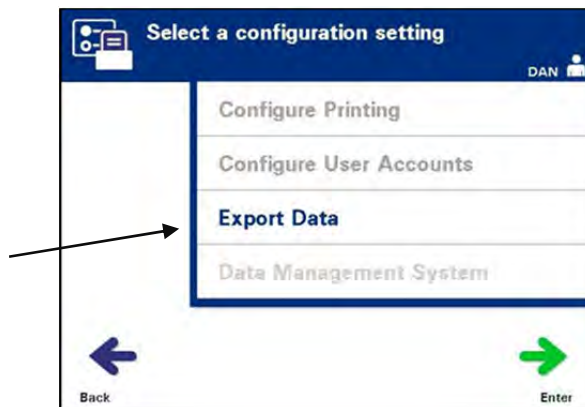 Select a configuration setting
DAN
Configure Printing
Configure User Accounts
Export Data
Data Management System
Back
Enter